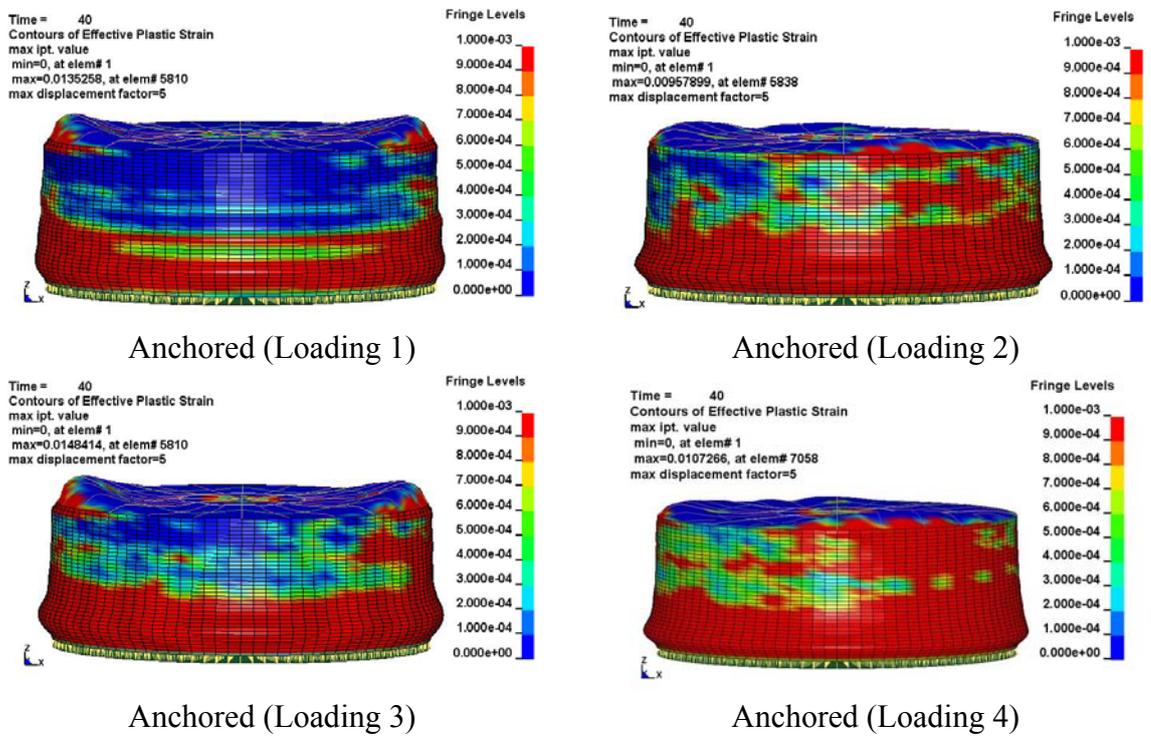 Time = 40
Contours of Effective Plastic Strain
max ipt. value
min=0, at elem# 1
max=0.0135258, at elem# 5810
max displacement factor=5
Fringe Levels
1.000e-03
9.000e-04
8.000e-04
7.000e-04
6.000e-04
5.000e-04
4.000e-04
3.000e-04
2.000e-04
1.000e-04
0.000e+00
z
x
Anchored (Loading 1)
Time = 40
Contours of Effective Plastic Strain
max ipt. value
min=0, at elem# 1
max=0.00957899, at elem# 5838
max displacement factor=5
Fringe Levels
1.000e-03
9.000e-04
8.000e-04
7.000e-04
6.000e-04
5.000e-04
4.000e-04
3.000e-04
2.000e-04
1.000e-04
0.000e+00
z
x
Anchored (Loading 2)
Time = 40
Contours of Effective Plastic Strain
max ipt. value
min=0, at elem# 1
max=0.0148414, at elem# 5810
max displacement factor=5
Fringe Levels
1.000e-03
9.000e-04
8.000e-04
7.000e-04
6.000e-04
5.000e-04
4.000e-04
3.000e-04
2.000e-04
1.000e-04
0.000e+00
z
x
Anchored (Loading 3)
Time = 40
Contours of Effective Plastic Strain
max ipt. value
min=0, at elem# 1
max=0.0107266, at elem# 7058
max displacement factor=5
Fringe Levels
1.000e-03
9.000e-04
8.000e-04
7.000e-04
6.000e-04
5.000e-04
4.000e-04
3.000e-04
2.000e-04
1.000e-04
0.000e+00
z
x
Anchored (Loading 4)